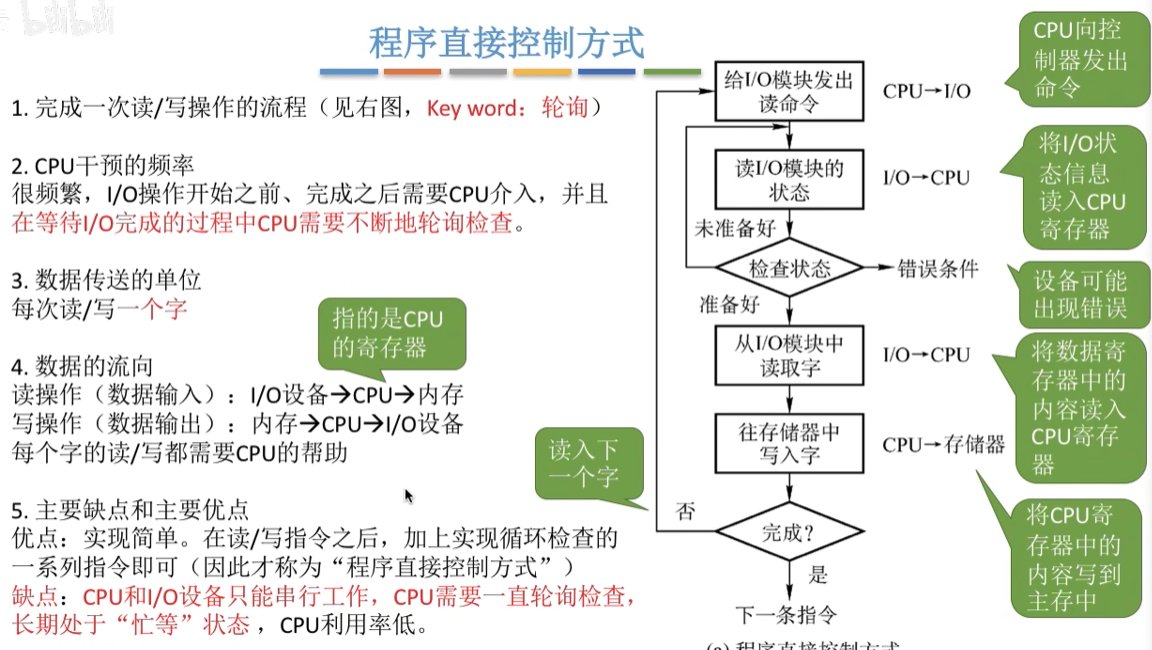 bilibili
程序直接控制方式
1. 完成一次读/写操作的流程（见右图，Key word：轮询）
2. CPU干预的频率
很频繁，I/O操作开始之前、完成之后需要CPU介入，并且
在等待I/O完成的过程中CPU需要不断地轮询检查。
3. 数据传送的单位
每次读/写一个字
指的是CPU
的寄存器
4. 数据的流向
读操作（数据输入）：I/O设备→CPU→内存
写操作（数据输出）：内存→CPU→I/O设备
每个字的读/写都需要CPU的帮助
5. 主要缺点和主要优点
优点：实现简单。在读/写指令之后，加上实现循环检查的
一系列指令即可（因此才称为“程序直接控制方式”）
缺点：CPU和I/O设备只能串行工作，CPU需要一直轮询检查，
长期处于“忙等”状态，CPU利用率低。
给I/O模块发出
读命令
CPU→I/O
CPU向控
制器发出
命令
读I/O模块的
状态
I/O→CPU
将I/O状
态信息
读入CPU
寄存器
未准备好
检查状态
错误条件
设备可能
出现错误
准备好
从I/O模块中
读取字
I/O→CPU
将数据寄
存器中的
内容读入
CPU寄存
器
往存储器中
写入字
CPU→存储器
将CPU寄
存器中的
内容写到
主存中
读入下
一个字
否
完成？
是
下一条指令
(a) 程序直接控制方式